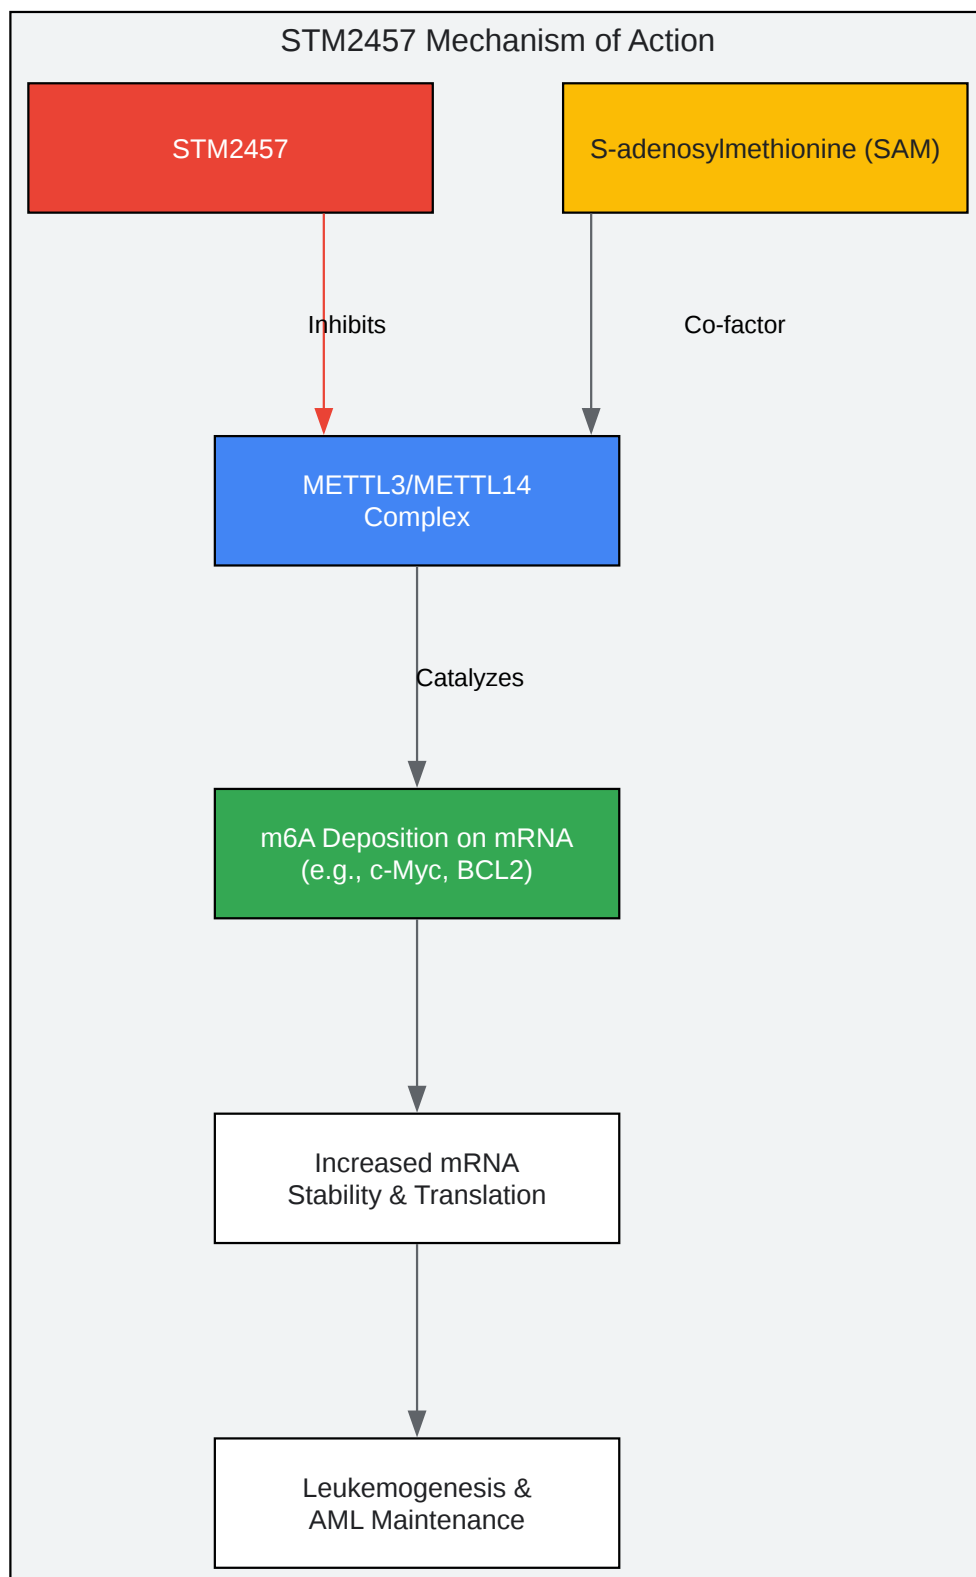 STM2457 Mechanism of Action
STM2457
S-adenosylmethionine (SAM)
Inhibits
Co-factor
METTL3/METTL14
Complex
Catalyzes
m6A Deposition on mRNA
(e.g., c-Myc, BCL2)
Increased mRNA
Stability & Translation
Leukemogenesis &
AML Maintenance